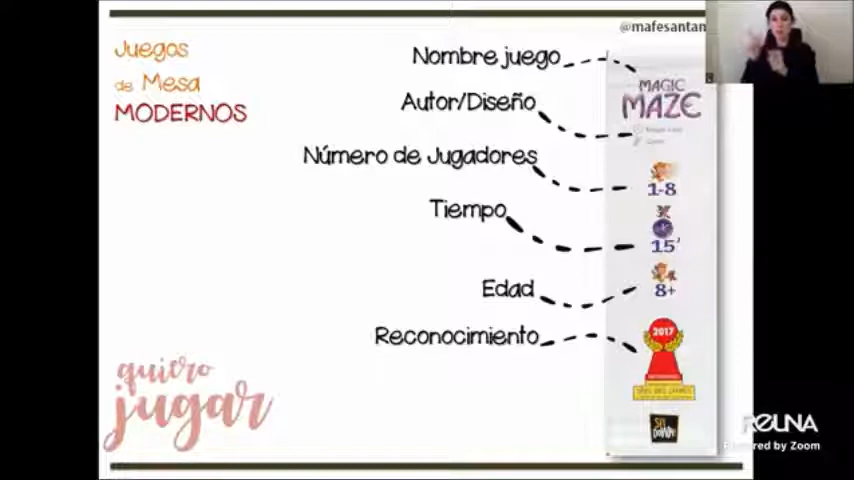 Juegos
de Mesa
MODERNOS
@mafesantan
Nombre juego
MAGIC
MAZE
Autor/Diseño
Número de Jugadores
1-8
Tiempo
15'
Edad
8+
Reconocimiento
2017
quiero
jugar
REUNA
Powered by Zoom